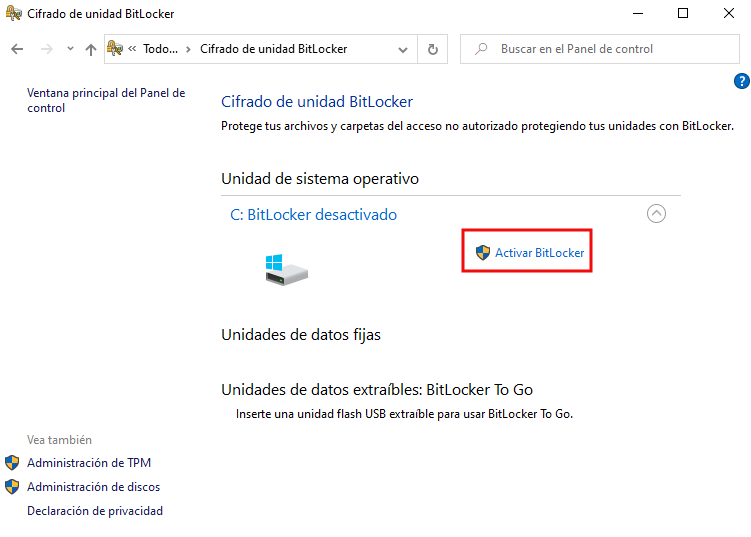 Cifrado de unidad BitLocker
« Todo... > Cifrado de unidad BitLocker
Buscar en el Panel de control
?
Ventana principal del Panel de
control
Cifrado de unidad BitLocker
Protege tus archivos y carpetas del acceso no autorizado protegiendo tus unidades con BitLocker.
Unidad de sistema operativo
C: BitLocker desactivado
Activar BitLocker
Unidades de datos fijas
Unidades de datos extraíbles: BitLocker To Go
Inserte una unidad flash USB extraíble para usar BitLocker To Go.
Vea también
Administración de TPM
Administración de discos
Declaración de privacidad